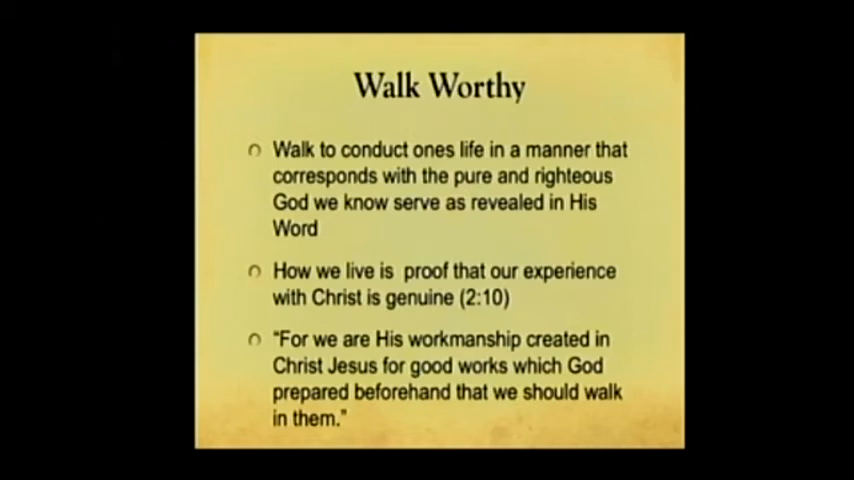 Walk Worthy
Walk to conduct ones life in a manner that
corresponds with the pure and righteous
God we know serve as revealed in His
Word
How we live is proof that our experience
with Christ is genuine (2:10)
“For we are His workmanship created in
Christ Jesus for good works which God
prepared beforehand that we should walk
in them.”